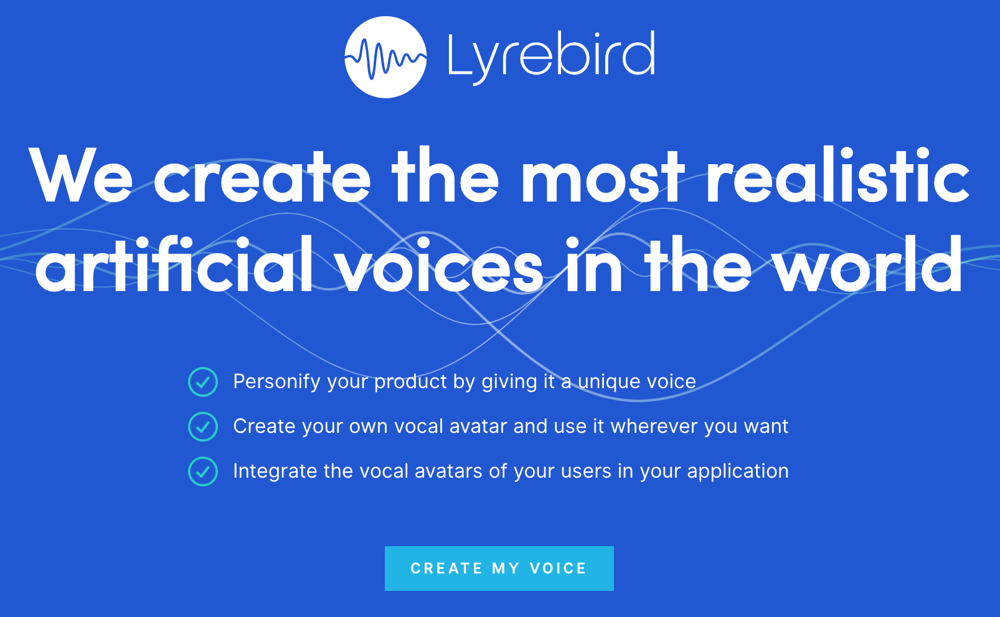 Lyrebird
We create the most realistic
artificial voices in the world
Personify your product by giving it a unique voice
Create your own vocal avatar and use it wherever you want
Integrate the vocal avatars of your users in your application
CREATE MY VOICE